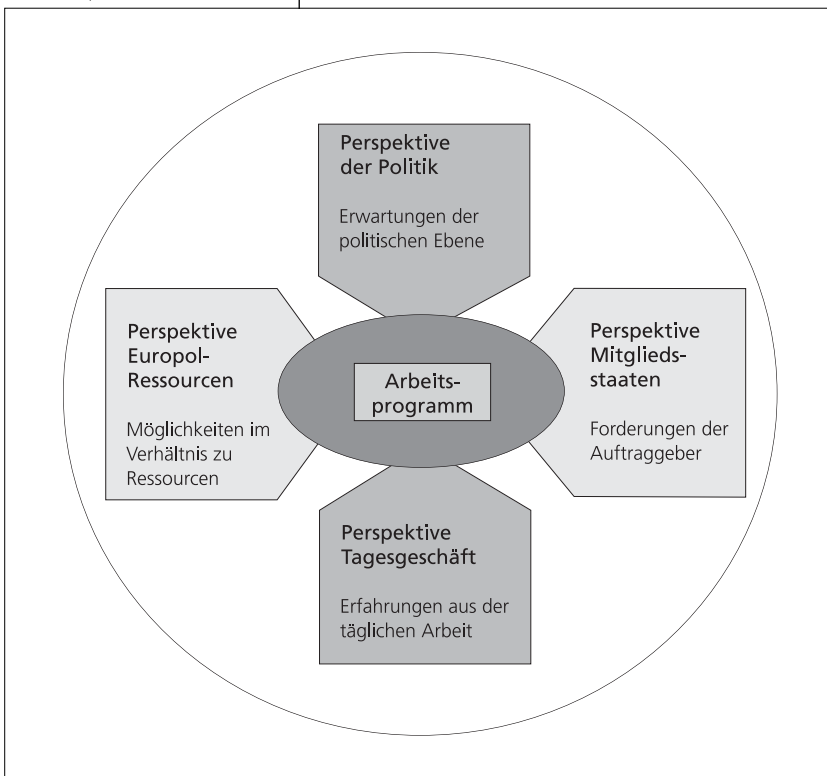 Perspektive
der Politik
Erwartungen der
politischen Ebene
Perspektive
Europol-
Ressourcen
Möglichkeiten im
Verhältnis zu
Ressourcen
Arbeits-
programm
Perspektive
Mitglieds-
staaten
Forderungen der
Auftraggeber
Perspektive
Tagesgeschäft
Erfahrungen aus der
täglichen Arbeit